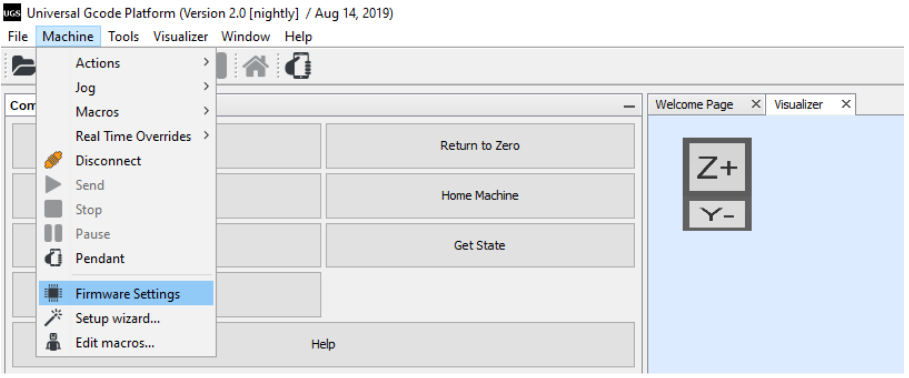 UGS Universal Gcode Platform (Version 2.0 [nightly] / Aug 14, 2019)
File Machine Tools Visualizer Window Help
Actions
Jog
Macros
Real Time Overrides
Disconnect
Send
Stop
Pause
Pendant
Firmware Settings
Setup wizard...
Edit macros...
Com
Return to Zero
Home Machine
Get State
Help
Welcome Page Visualizer
Z+
Y-